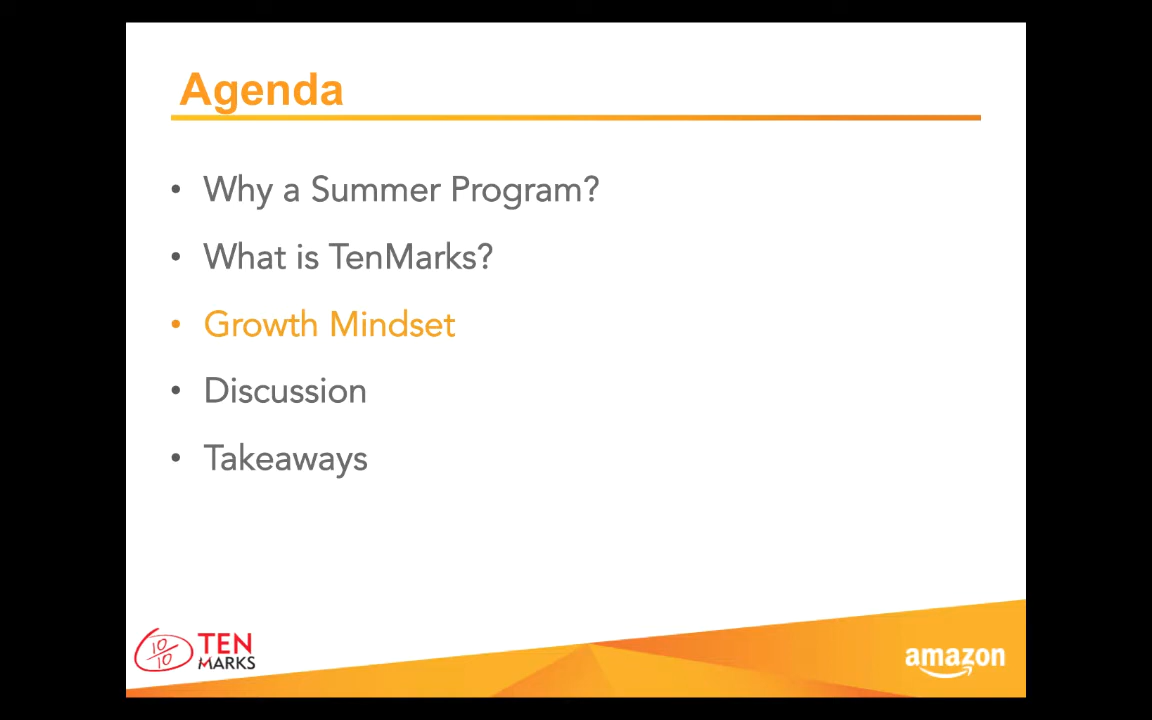 Agenda
• Why a Summer Program?
• What is TenMarks?
• Growth Mindset
• Discussion
• Takeaways
10/10
TEN
MARKS
amazon